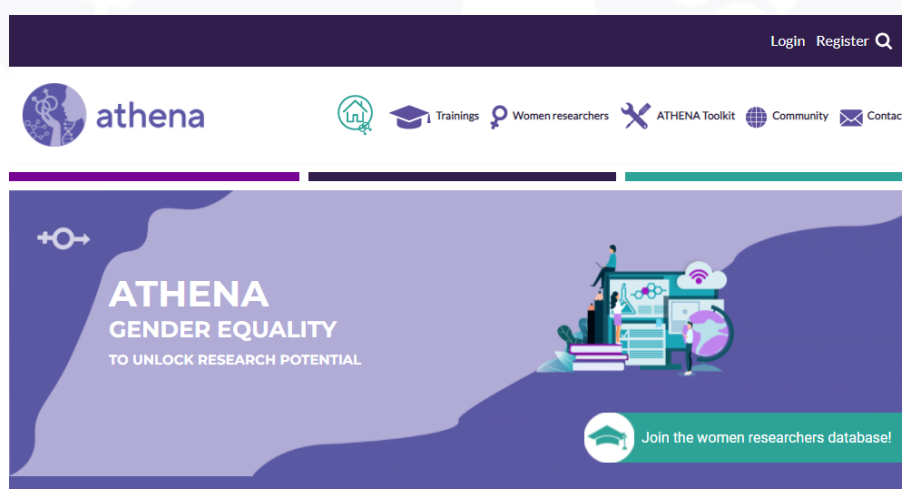 Login Register
athena
Trainings Women researchers ATHENA Toolkit Community Contac
ATHENA
GENDER EQUALITY
TO UNLOCK RESEARCH POTENTIAL
Join the women researchers database!